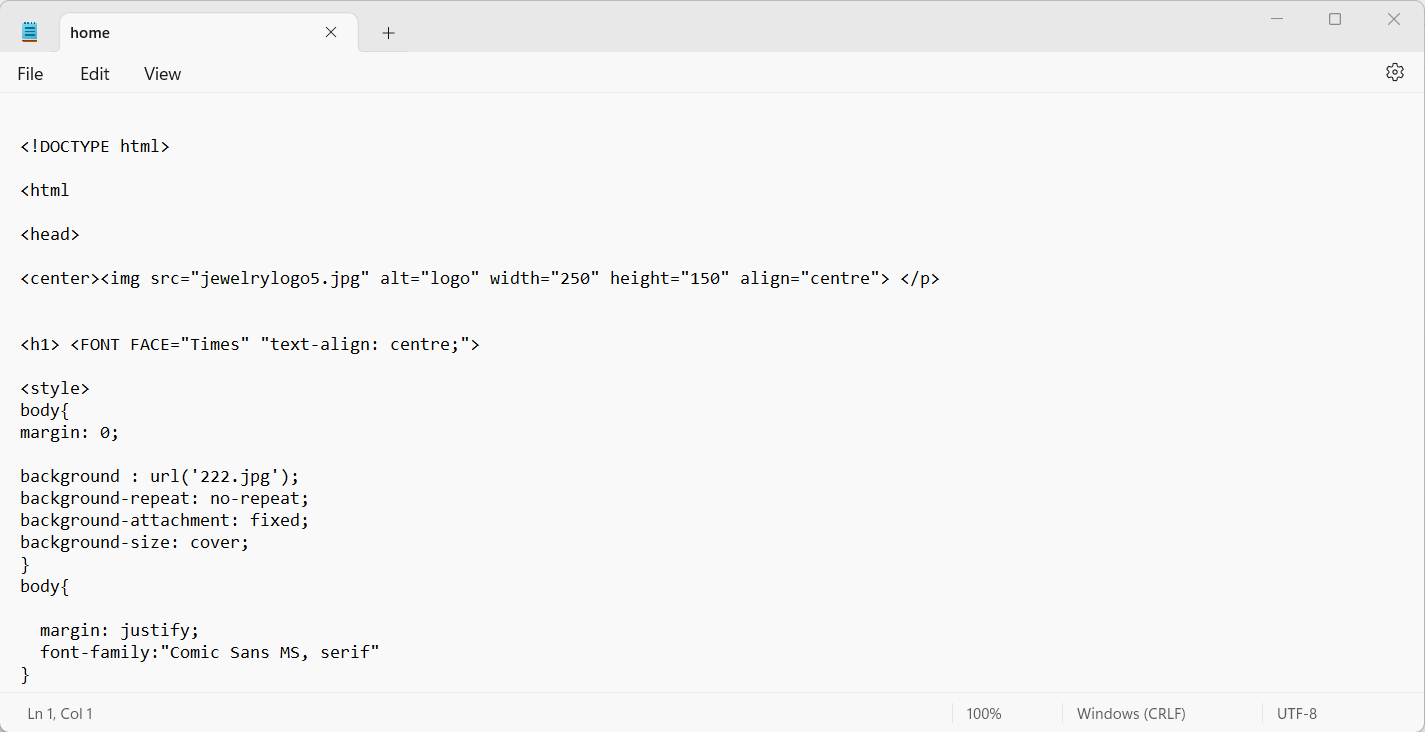 home
File Edit View
<!DOCTYPE html>
<html
<head>
<center><img src="jewelrylogo5.jpg" alt="logo" width="250" height="150" align="centre"> </p>
<h1> <FONT FACE="Times" "text-align: centre;">
<style>
body{
margin: 0;
background : url('222.jpg');
background-repeat: no-repeat;
background-attachment: fixed;
background-size: cover;
}
body{
margin: justify;
font-family:"Comic Sans MS, serif"
}
Ln 1, Col 1 100% Windows (CRLF) UTF-8